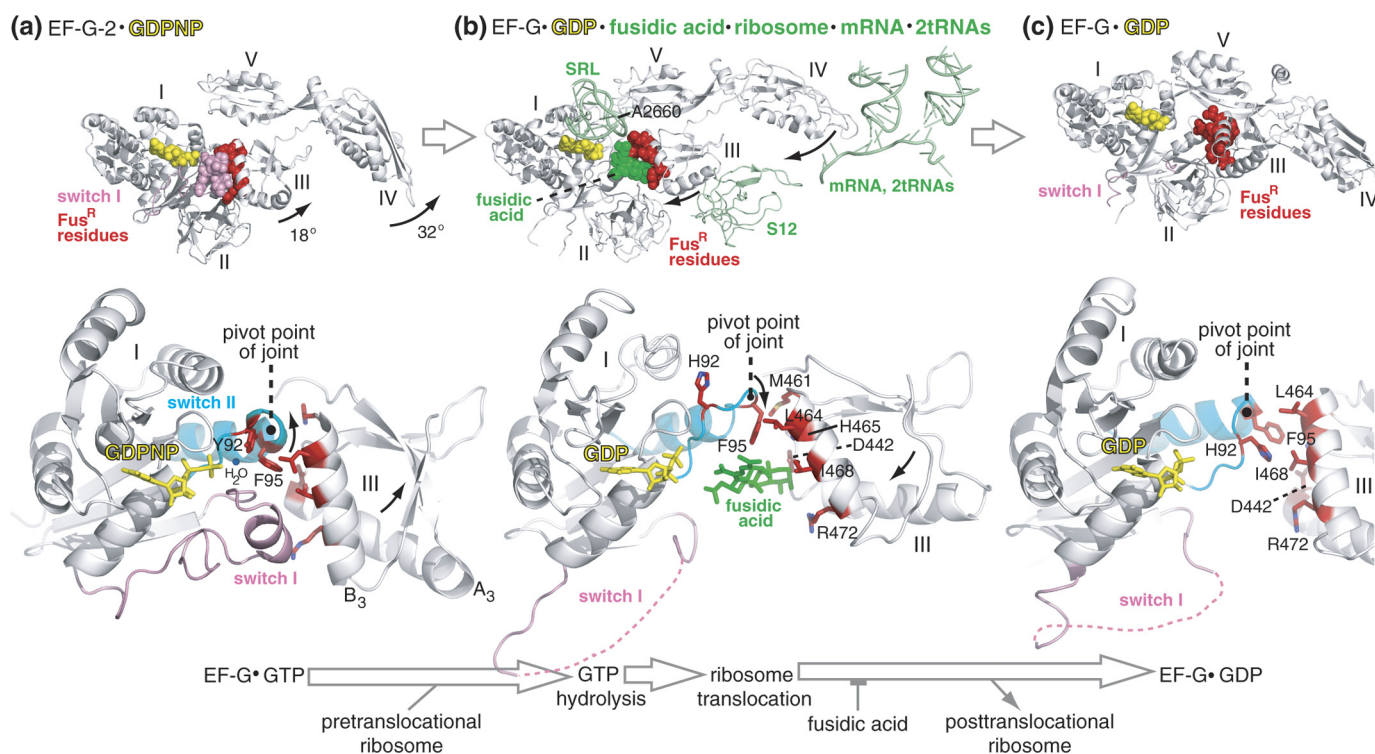 (a) EF-G-2•GDPNP
(b) EF-G•GDP•fusidic acid•ribosome•mRNA•2tRNAs
(c) EF-G•GDP
I
V
switch I
Fus^R
residues
III
IV
18°
32°
II
SRL
V
IV
I
A2660
III
fusidic
acid
mRNA, 2tRNAs
S12
II
Fus^R
residues
V
I
switch I
III
Fus^R
residues
IV
II
pivot point
of joint
I
switch II
GDPNP
Y92
H2O
F95
III
switch I
B3
A3
pivot point
of joint
I
H92
M461
L464
H465
F95
D442
GDP
I468
fusidic
acid
R472
III
switch I
pivot point
of joint
I
L464
GDP
F95
H92
I468
D442
III
R472
switch I
EF-G•GTP
GTP
hydrolysis
ribosome
translocation
EF-G•GDP
pretranslocational
ribosome
fusidic acid
posttranslocational
ribosome